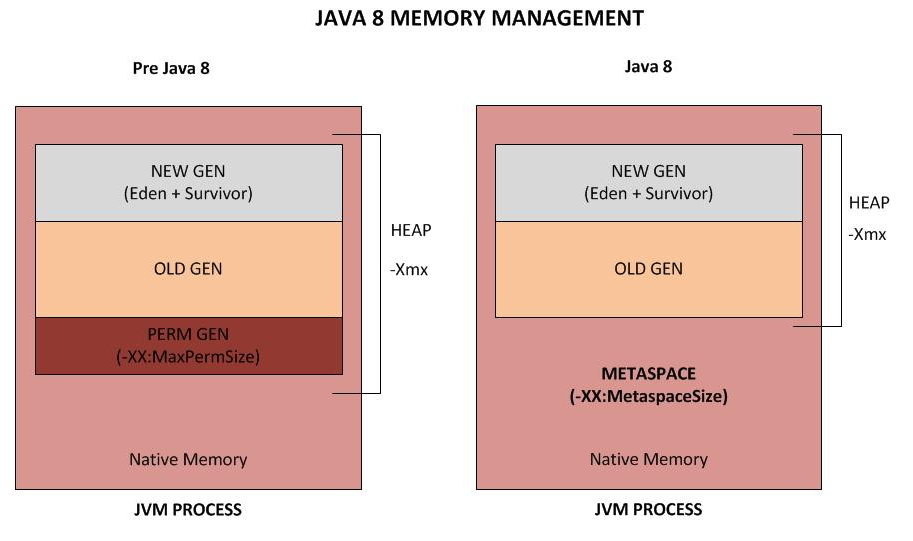 JAVA 8 MEMORY MANAGEMENT
Pre Java 8
NEW GEN
(Eden + Survivor)
OLD GEN
PERM GEN
(-XX:MaxPermSize)
HEAP
-Xmx
Native Memory
JVM PROCESS
Java 8
NEW GEN
(Eden + Survivor)
OLD GEN
HEAP
-Xmx
METASPACE
(-XX:MetaspaceSize)
Native Memory
JVM PROCESS